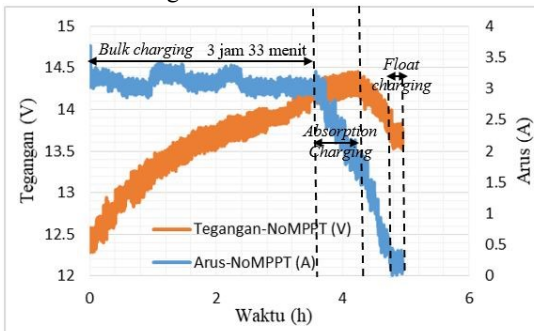 15
14.5
14
13.5
13
12.5
12
Tegangan (V)
4
3.5
3
2.5
2
1.5
1
0.5
0
Arus (A)
Bulk charging 3 jam 33 menit
Float
charging
Absorption
Charging
Tegangan-NoMPPT (V)
Arus-NoMPPT (A)
0 2 4 6
Waktu (h)